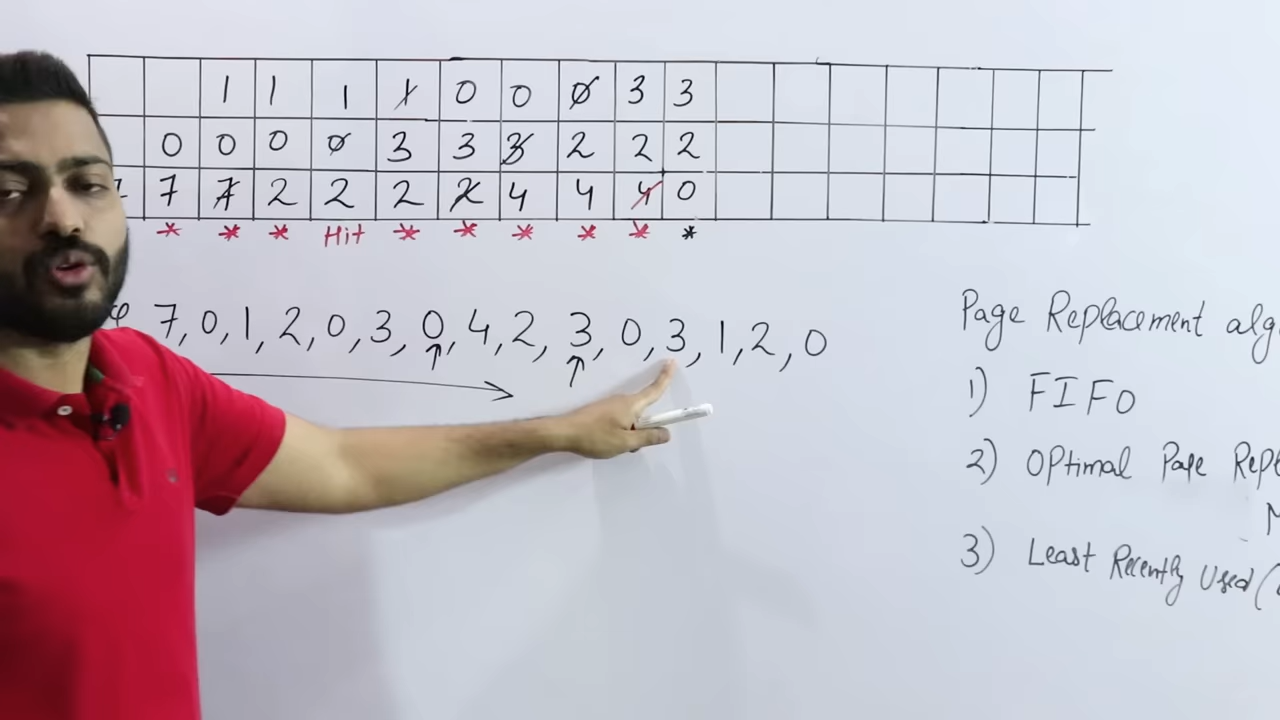 1 1 1 1 0 0 0 3 3
0 0 0 0 3 3 3 2 2 2
7 7 2 2 2 2 4 4 4 0
* * * Hit * * * * * *
7, 0, 1, 2, 0, 3, 0, 4, 2, 3, 0, 3, 1, 2, 0
Page Replacement alg
1) FIFO
2) Optimal Page Repl
3) Least Recently Used (